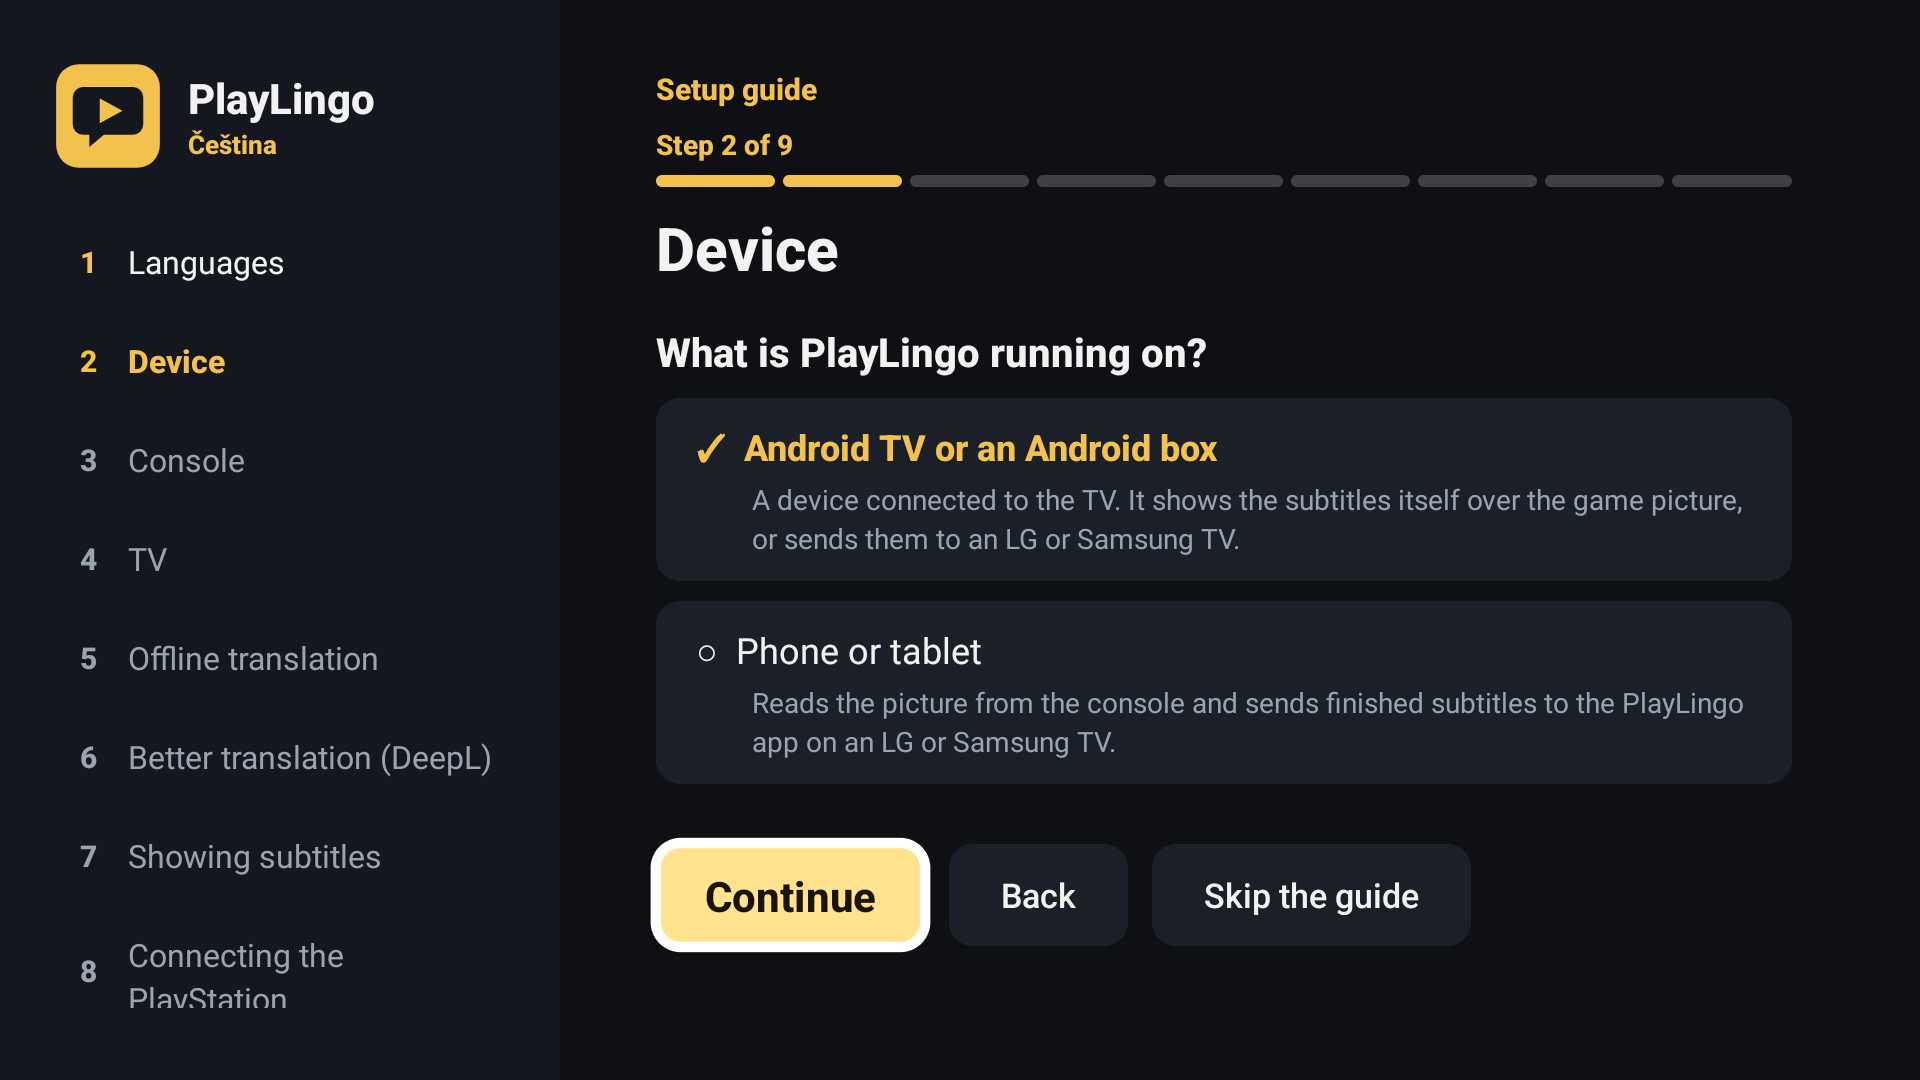 PlayLingo
Čeština
1 Languages
2 Device
3 Console
4 TV
5 Offline translation
6 Better translation (DeepL)
7 Showing subtitles
8 Connecting the
PlayStation
Setup guide
Step 2 of 9
Device
What is PlayLingo running on?
✓ Android TV or an Android box
A device connected to the TV. It shows the subtitles itself over the game picture,
or sends them to an LG or Samsung TV.
○ Phone or tablet
Reads the picture from the console and sends finished subtitles to the PlayLingo
app on an LG or Samsung TV.
Continue
Back
Skip the guide